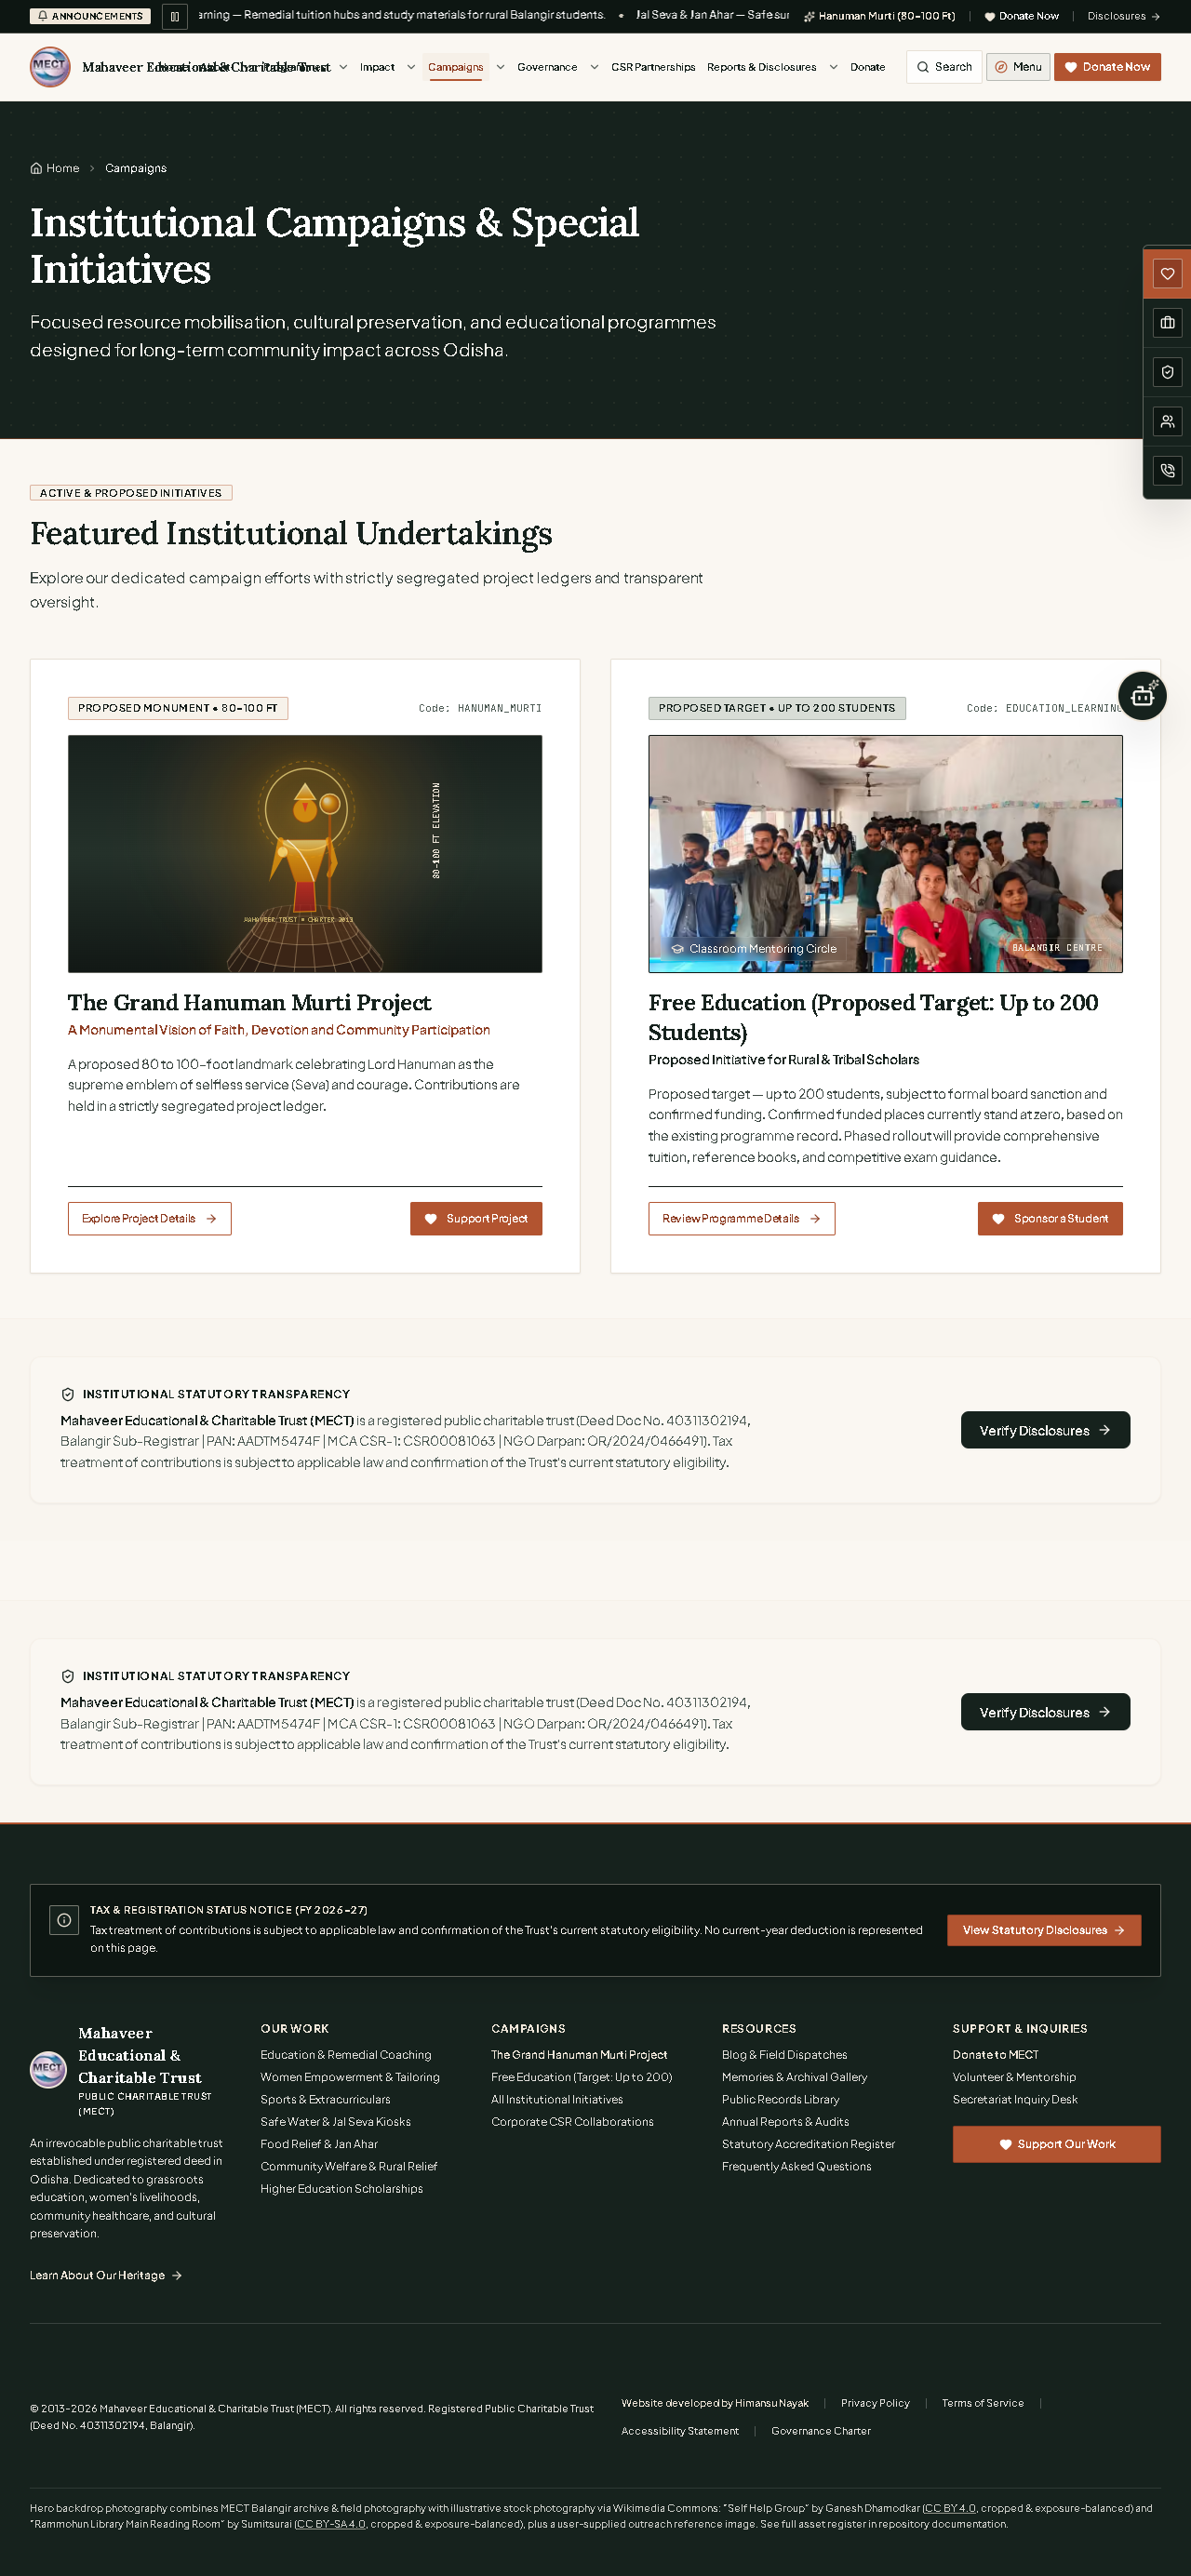 ANNOUNCEMENTS
arning — Remedial tuition hubs and study materials for rural Balangir students. • Jal Seva & Jan Ahar — Safe
Hanuman Murti (80–100 Ft) | Donate Now | Disclosures →
MECT
Mahaveer Educational & Charitable Trust
Impact
Campaigns
Governance
CSR Partnerships
Reports & Disclosures
Donate
Search
Menu
Donate Now
Home > Campaigns
Institutional Campaigns & Special
Initiatives
Focused resource mobilisation, cultural preservation, and educational programmes
designed for long-term community impact across Odisha.
ACTIVE & PROPOSED INITIATIVES
Featured Institutional Undertakings
Explore our dedicated campaign efforts with strictly segregated project ledgers and transparent
oversight.
PROPOSED MONUMENT • 80–100 FT
Code: HANUMAN_MURTI
80–100 FT ELEVATION
MAHAVEER TRUST • CHARTER 2013
The Grand Hanuman Murti Project
A Monumental Vision of Faith, Devotion and Community Participation
A proposed 80 to 100-foot landmark celebrating Lord Hanuman as the
supreme emblem of selfless service (Seva) and courage. Contributions are
held in a strictly segregated project ledger.
Explore Project Details →
Support Project
PROPOSED TARGET • UP TO 200 STUDENTS
Code: EDUCATION_LEARNING
Classroom Mentoring Circle
BALANGIR CENTRE
Free Education (Proposed Target: Up to 200
Students)
Proposed Initiative for Rural & Tribal Scholars
Proposed target — up to 200 students, subject to formal board sanction and
confirmed funding. Confirmed funded places currently stand at zero, based on
the existing programme record. Phased rollout will provide comprehensive
tuition, reference books, and competitive exam guidance.
Review Programme Details →
Sponsor a Student
INSTITUTIONAL STATUTORY TRANSPARENCY
Mahaveer Educational & Charitable Trust (MECT) is a registered public charitable trust (Deed Doc No. 40311302194,
Balangir Sub-Registrar | PAN: AADTM5474F | MCA CSR-1: CSR00081063 | NGO Darpan: OR/2024/0466491). Tax
treatment of contributions is subject to applicable law and confirmation of the Trust's current statutory eligibility.
Verify Disclosures →
INSTITUTIONAL STATUTORY TRANSPARENCY
Mahaveer Educational & Charitable Trust (MECT) is a registered public charitable trust (Deed Doc No. 40311302194,
Balangir Sub-Registrar | PAN: AADTM5474F | MCA CSR-1: CSR00081063 | NGO Darpan: OR/2024/0466491). Tax
treatment of contributions is subject to applicable law and confirmation of the Trust's current statutory eligibility.
Verify Disclosures →
TAX & REGISTRATION STATUS NOTICE (FY 2026–27)
Tax treatment of contributions is subject to applicable law and confirmation of the Trust's current statutory eligibility. No current-year deduction is represented
on this page.
View Statutory Disclosures →
MECT
Mahaveer
Educational &
Charitable Trust
PUBLIC CHARITABLE TRUST
(MECT)
An irrevocable public charitable trust
established under registered deed in
Odisha. Dedicated to grassroots
education, women's livelihoods,
community healthcare, and cultural
preservation.
Learn About Our Heritage →
OUR WORK
Education & Remedial Coaching
Women Empowerment & Tailoring
Sports & Extracurriculars
Safe Water & Jal Seva Kiosks
Food Relief & Jan Ahar
Community Welfare & Rural Relief
Higher Education Scholarships
CAMPAIGNS
The Grand Hanuman Murti Project
Free Education (Target: Up to 200)
All Institutional Initiatives
Corporate CSR Collaborations
RESOURCES
Blog & Field Dispatches
Memories & Archival Gallery
Public Records Library
Annual Reports & Audits
Statutory Accreditation Register
Frequently Asked Questions
SUPPORT & INQUIRIES
Donate to MECT
Volunteer & Mentorship
Secretariat Inquiry Desk
Support Our Work
© 2013–2026 Mahaveer Educational & Charitable Trust (MECT). All rights reserved. Registered Public Charitable Trust
(Deed No. 40311302194, Balangir).
Website developed by Himansu Nayak | Privacy Policy | Terms of Service |
Accessibility Statement | Governance Charter
Hero backdrop photography combines MECT Balangir archive & field photography with illustrative stock photography via Wikimedia Commons: "Self Help Group" by Ganesh Dhamodkar (CC BY 4.0, cropped & exposure-balanced) and
"Rammohun Library Main Reading Room" by Sumitsurai (CC BY-SA 4.0, cropped & exposure-balanced), plus a user-supplied outreach reference image. See full asset register in repository documentation.